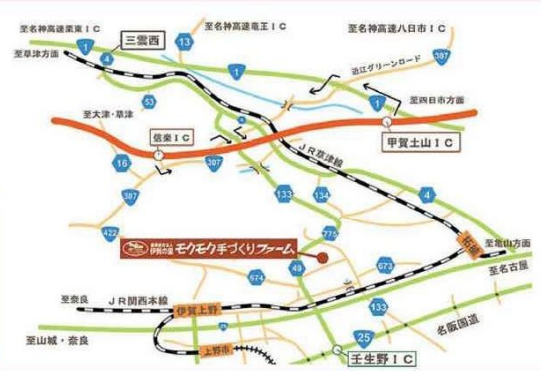 至名神高速栗東IC
至名神高速竜王IC
至名神高速八日市IC
1
三雲西
13
至草津方面
4
1
近江グリーンロード
307
53
1
至四日市方面
至大津・草津
信楽IC
甲賀土山IC
JR草津線
16
307
307
133
134
4
422
775
柘植
至亀山方面
伊賀の里
モクモク手づくりファーム
49
674
673
至名古屋
至奈良
JR関西本線
伊賀上野
133
25
名阪国道
至山城・奈良
上野市
25
壬生野IC